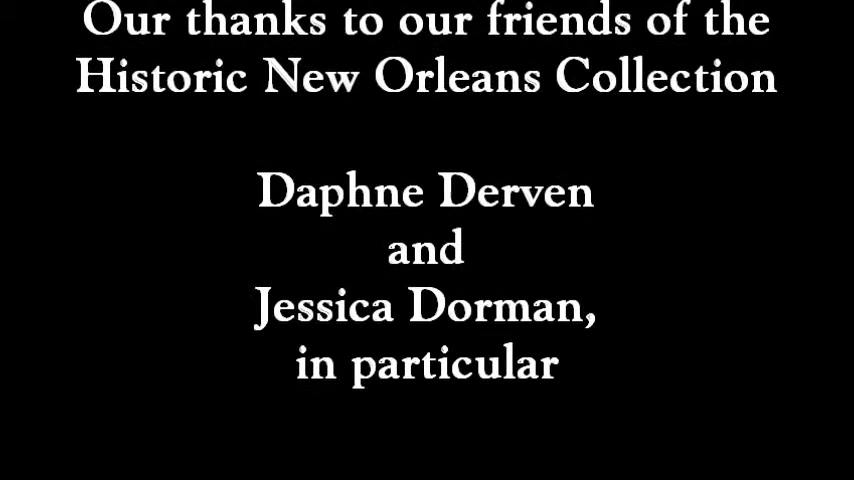 Our thanks to our friends of the
Historic New Orleans Collection
Daphne Derven
and
Jessica Dorman,
in particular